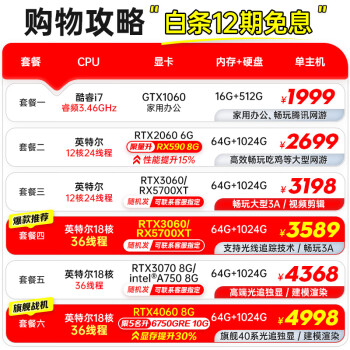 购物攻略 "白条12期免息"
套餐 CPU 显卡 内存+硬盘 单主机
套餐一 酷睿i7 睿频3.46GHz GTX1060 家用办公 16G+512G ¥1999
家用办公、畅玩腾讯网游
套餐二 英特尔 12核24线程 RTX2060 6G 64G+1024G ¥2699
限量升 RX590 8G
性能提升15% 高效畅玩吃鸡等大型网游
套餐三 英特尔 12核24线程 RTX3060/ RX5700XT 64G+1024G ¥3198
随机发 可联系客服指定 畅玩大型3A / 视频剪辑
爆款推荐
套餐四 英特尔18核 36线程 RTX3060/ RX5700XT 64G+1024G ¥3589
随机发 可联系客服指定 支持光线追踪技术 / 畅玩3A
套餐五 英特尔18核 36线程 RTX3070 8G/ intel®A750 8G 64G+1024G ¥4368
随机发 可联系客服指定 高端光追独显 / 建模渲染
旗舰战机
套餐六 英特尔18核 36线程 RTX4060 8G 64G+1024G ¥4998
果5名升 6750GRE 10G
显存提升30% 旗舰40系光追独显 / 建模渲染